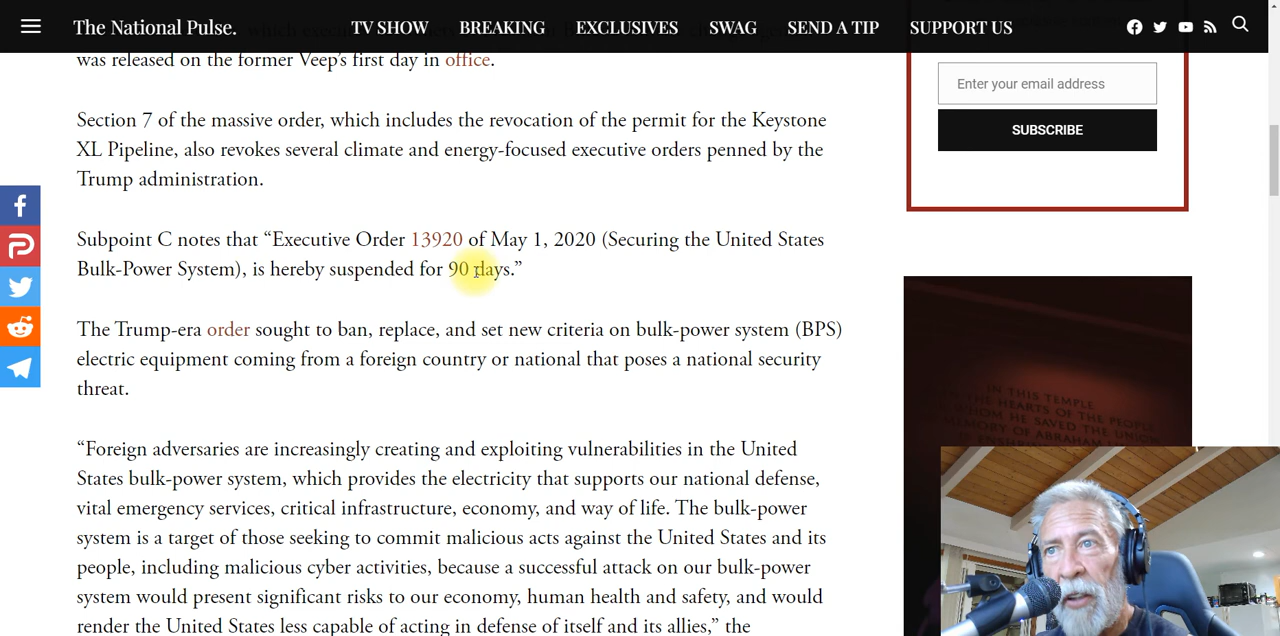 The National Pulse.
TV SHOW BREAKING EXCLUSIVES SWAG SEND A TIP SUPPORT US
was released on the former Veep's first day in office.
Section 7 of the massive order, which includes the revocation of the permit for the Keystone
XL Pipeline, also revokes several climate and energy-focused executive orders penned by the
Trump administration.
Subpoint C notes that “Executive Order 13920 of May 1, 2020 (Securing the United States
Bulk-Power System), is hereby suspended for 90 days.”
The Trump-era order sought to ban, replace, and set new criteria on bulk-power system (BPS)
electric equipment coming from a foreign country or national that poses a national security
threat.
“Foreign adversaries are increasingly creating and exploiting vulnerabilities in the United
States bulk-power system, which provides the electricity that supports our national defense,
vital emergency services, critical infrastructure, economy, and way of life. The bulk-power
system is a target of those seeking to commit malicious acts against the United States and its
people, including malicious cyber activities, because a successful attack on our bulk-power
system would present significant risks to our economy, human health and safety, and would
render the United States less capable of acting in defense of itself and its allies,” the
Enter your email address
SUBSCRIBE
IN THIS TEMPLE
THE HEARTS OF THE PEOPLE
WHOM HE SAVED THE UNION
MEMORY OF ABRAHAM